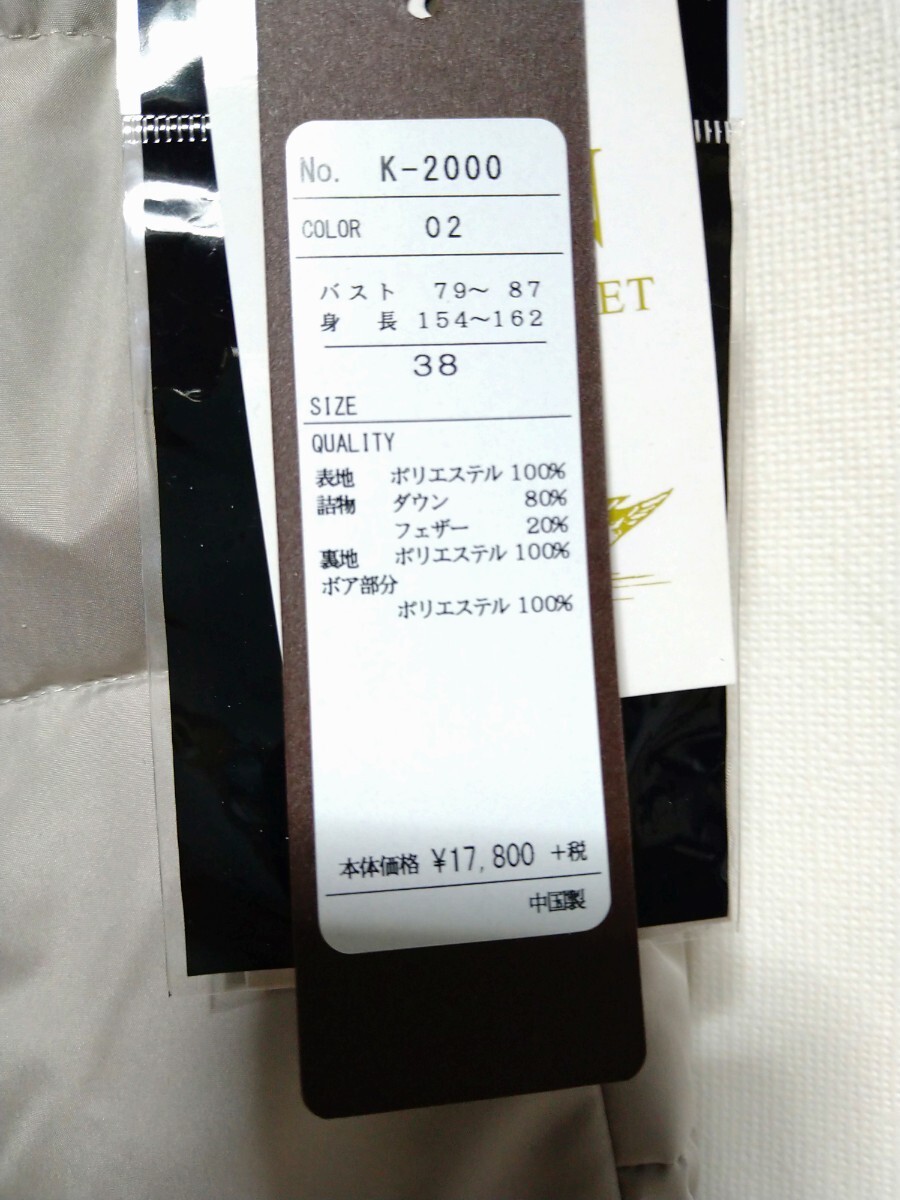 No. K-2000
COLOR 02
バスト 79～ 87
身 長 154～162
38
SIZE
QUALITY
表地 ポリエステル 100%
詰物 ダウン 80%
フェザー 20%
裏地 ポリエステル 100%
ボア部分
ポリエステル 100%
本体価格 ¥17,800 +税
中国製